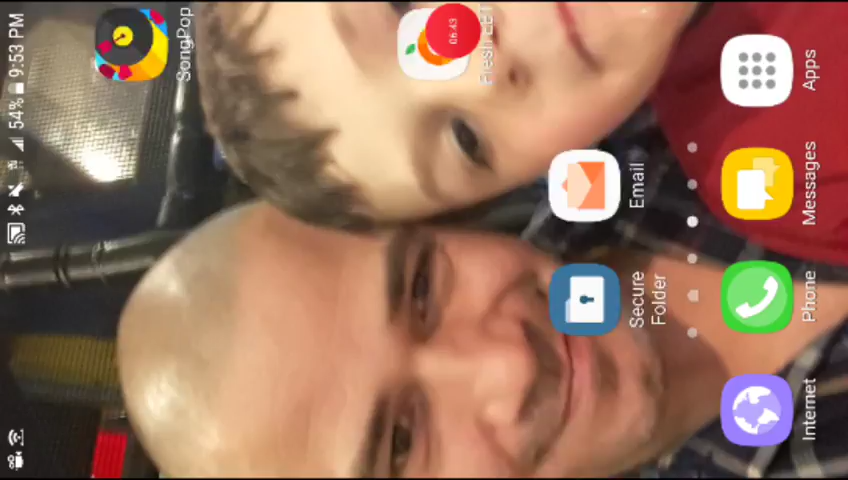 54% 9:53 PM
SongPop
06:43
Email
Secure
Folder
Internet
Phone
Messages
Apps